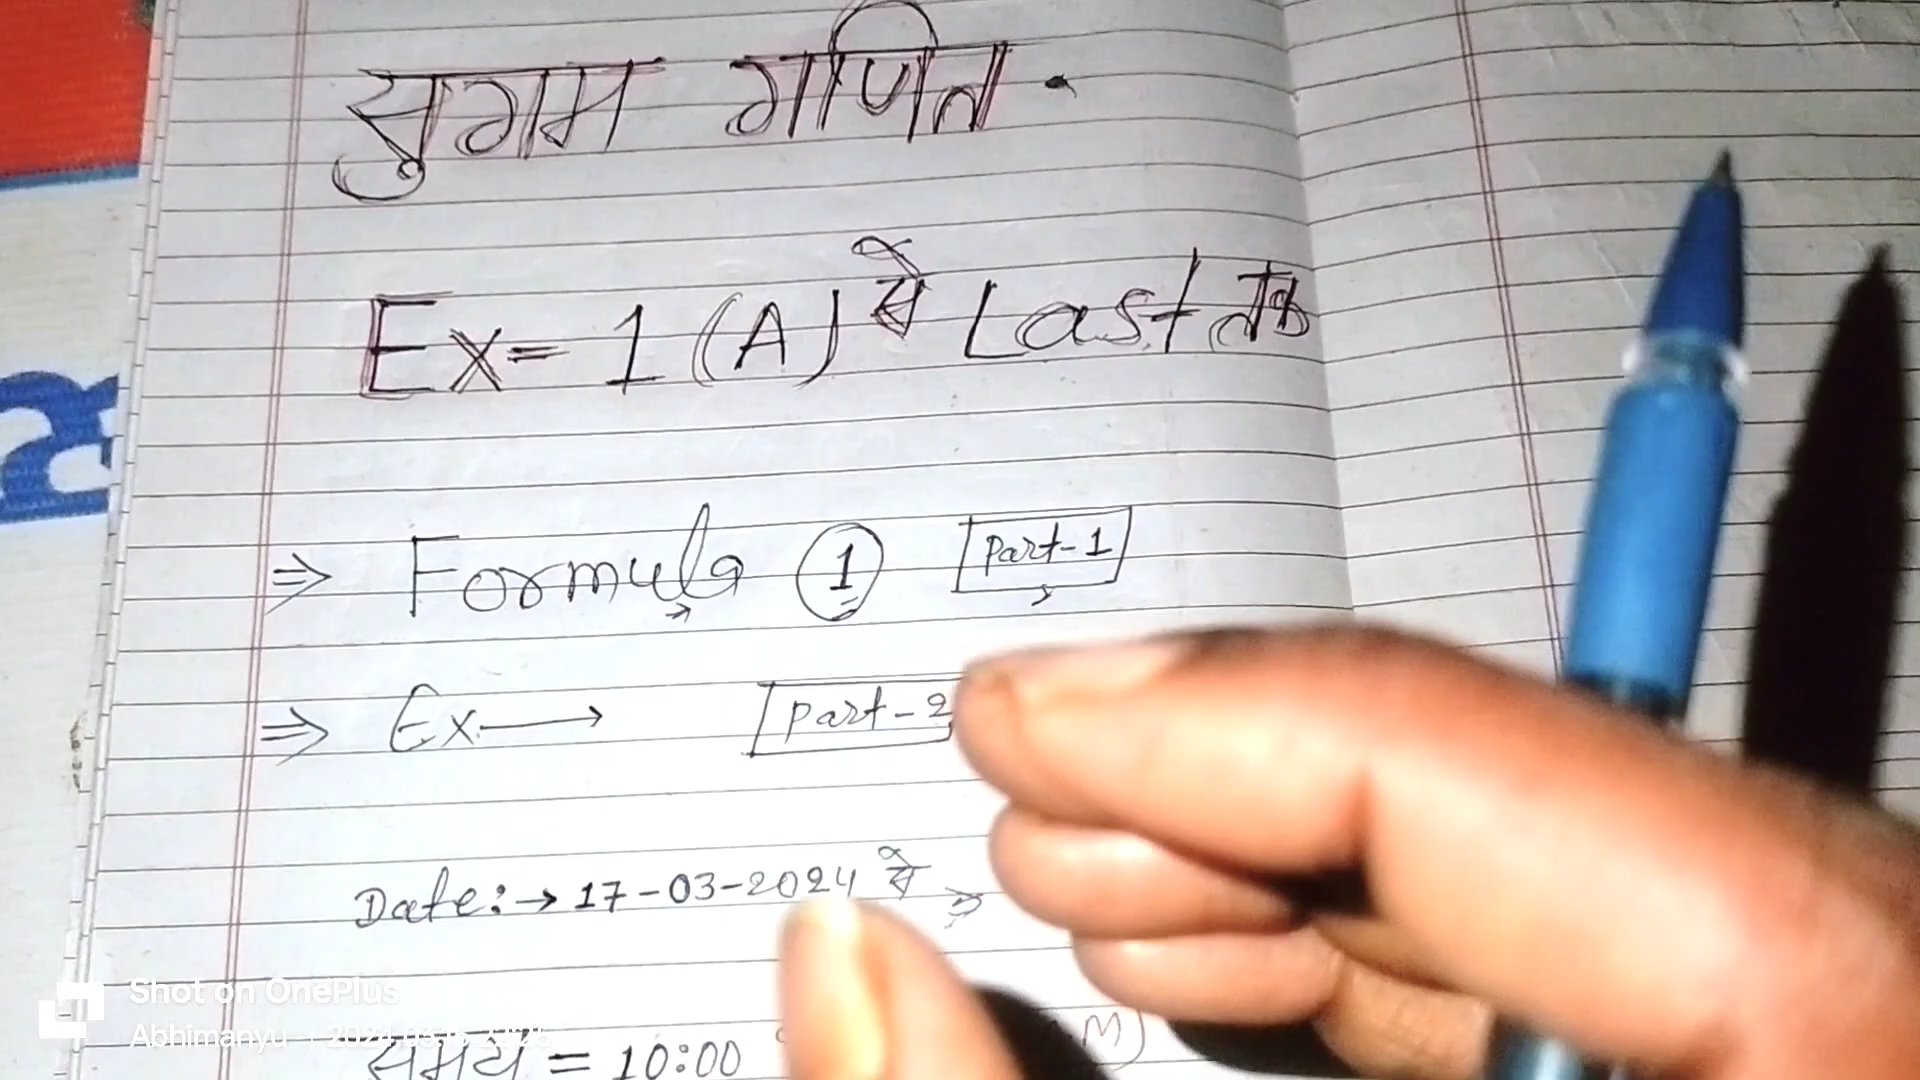 सुगम गणित .
Ex = 1 (A) से Last तक
⇒ Formula ① Part-1
⇒ Ex → Part-2
Date:→ 17-03-2024 से
समय = 10:00
Shot on OnePlus
Abhimanyu